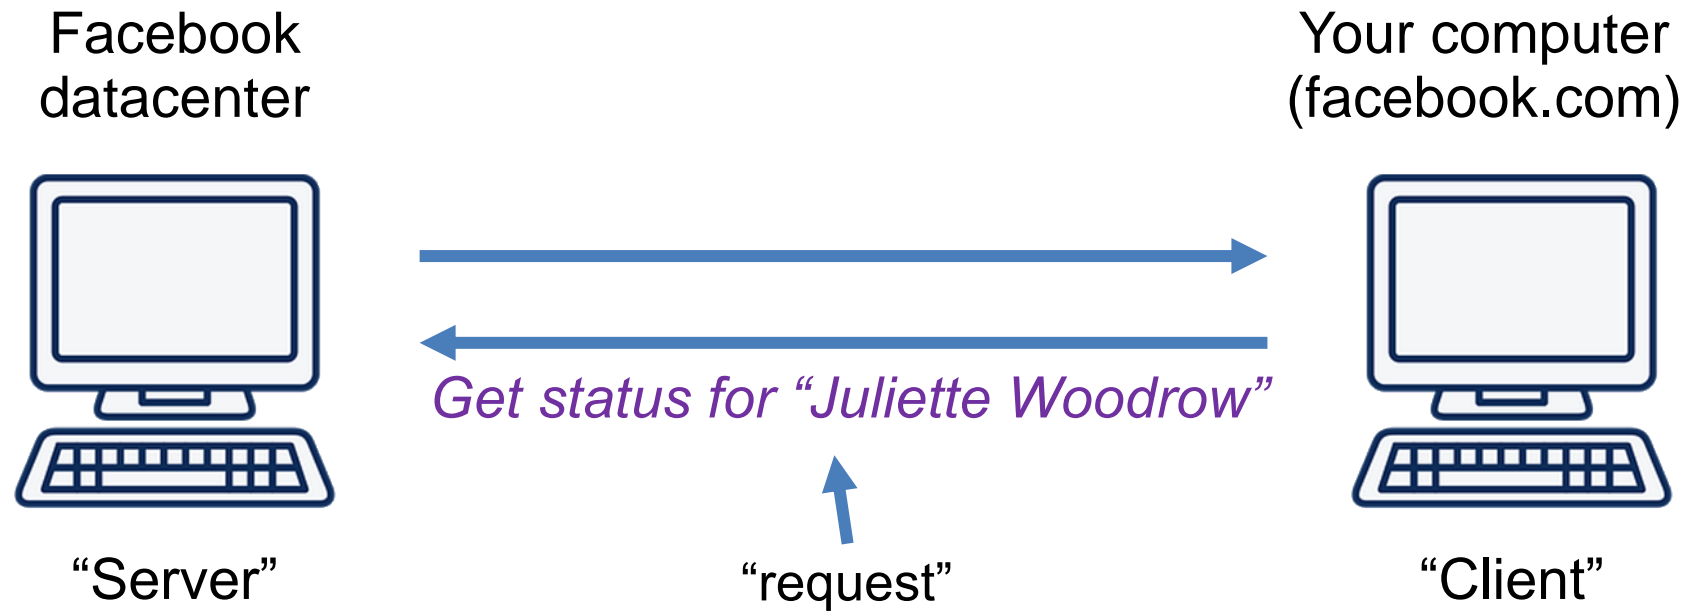 Facebook
datacenter
Your computer
(facebook.com)
Get status for “Juliette Woodrow”
“Server”
“request”
“Client”